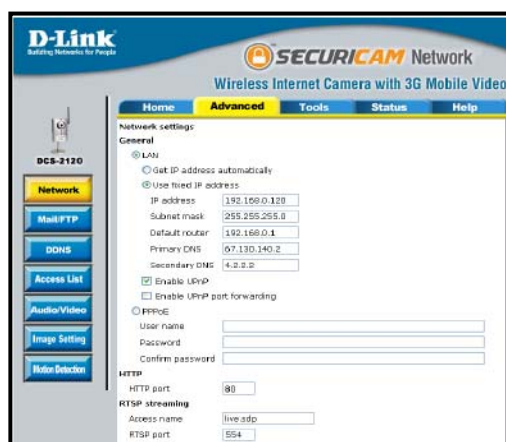 D-Link
Building Networks for People
SECURICAM Network
Wireless Internet Camera with 3G Mobile Video
Home Advanced Tools Status Help
DCS-2120
Network
Mail/FTP
DDNS
Access List
Audio/Video
Image Setting
Motion Detection
Network settings
General
LAN
Get IP address automatically
Use fixed IP address
IP address 192.168.0.120
Subnet mask 255.255.255.0
Default router 192.168.0.1
Primary DNS 67.130.140.2
Secondary DNS 4.2.2.2
Enable UPnP
Enable UPnP port forwarding
PPPoE
User name
Password
Confirm password
HTTP
HTTP port 80
RTSP streaming
Access name live.sdp
RTSP port 554